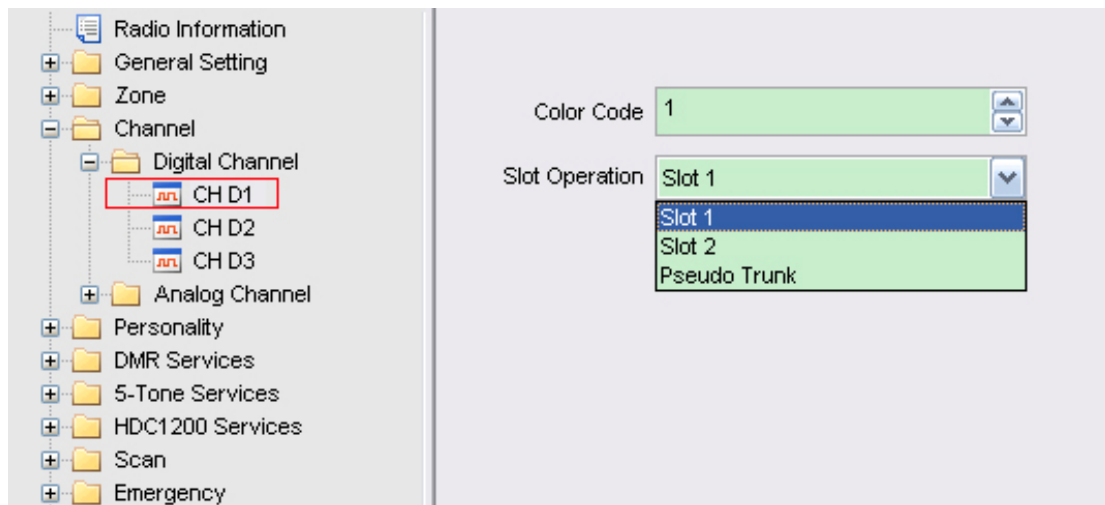 Radio Information
General Setting
Zone
Channel
Digital Channel
CH D1
CH D2
CH D3
Analog Channel
Personality
DMR Services
5-Tone Services
HDC1200 Services
Scan
Emergency
Color Code 1
Slot Operation Slot 1
Slot 1
Slot 2
Pseudo Trunk